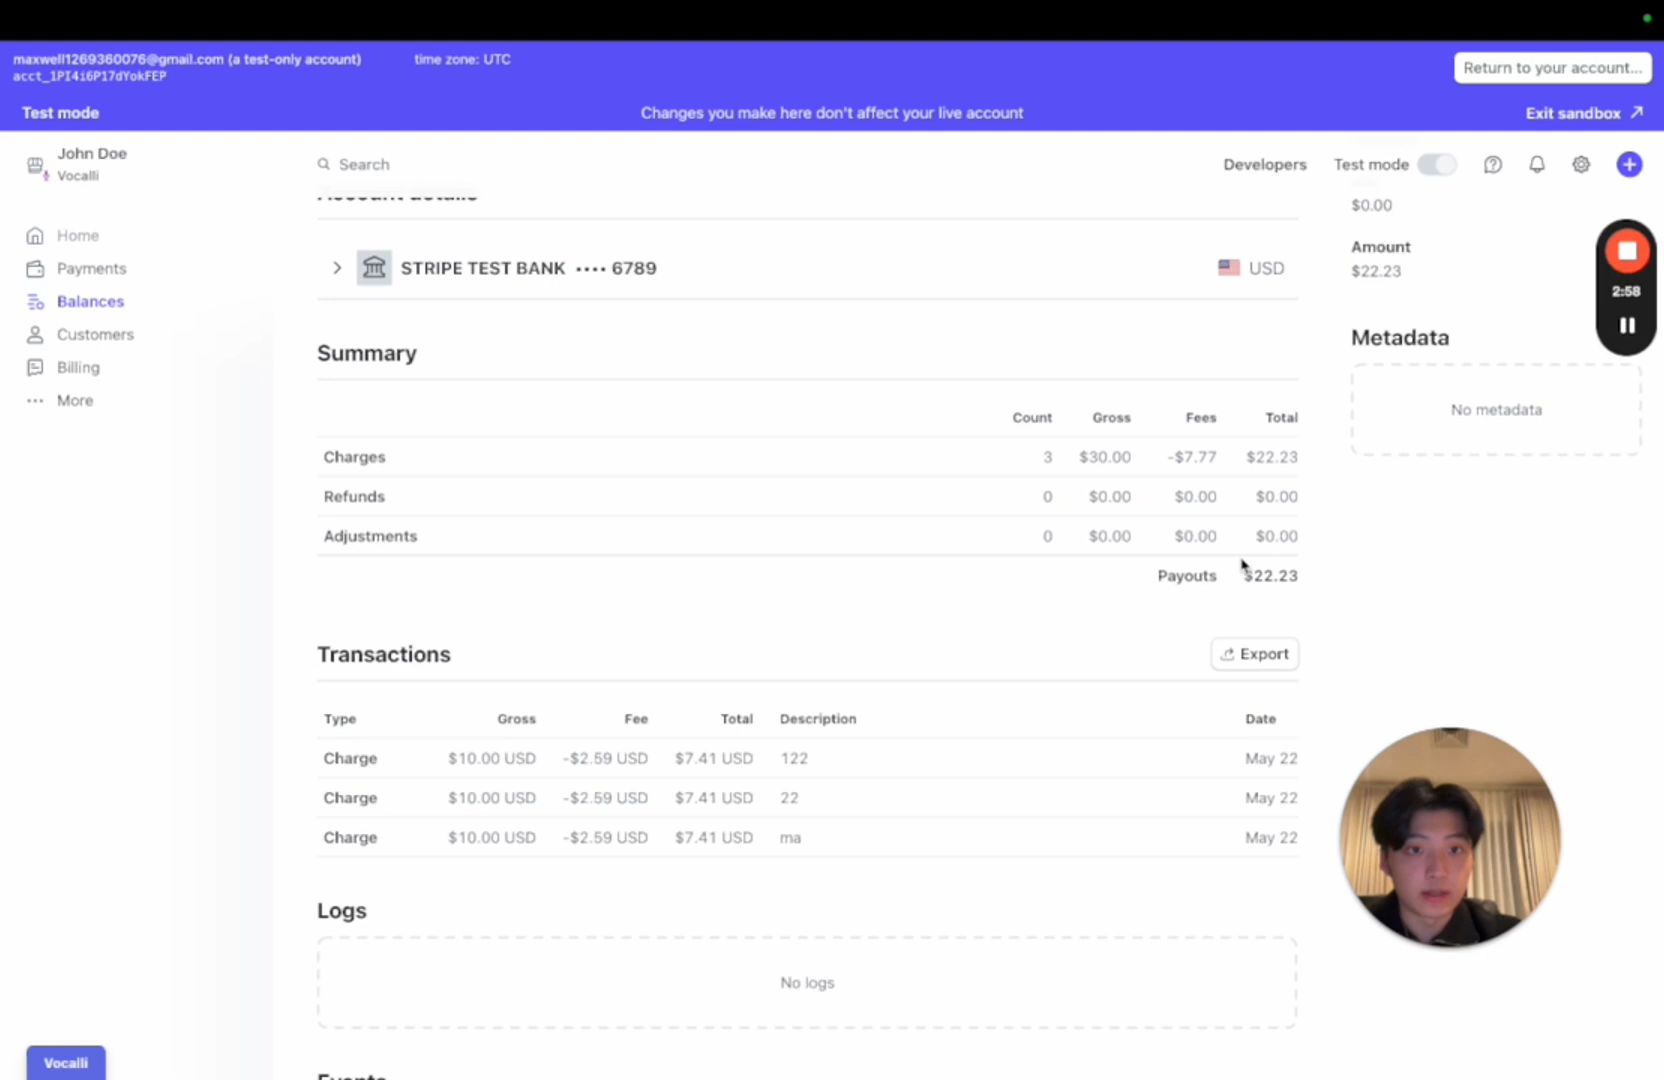 maxwell1269360076@gmail.com (a test-only account)
time zone: UTC
acct_1PI4i6P17dYokFEP
Return to your account...
Test mode
Changes you make here don't affect your live account
Exit sandbox
John Doe
Vocalli
Search
Developers
Test mode
Home
Payments
Balances
Customers
Billing
More
Account details
STRIPE TEST BANK •••• 6789
USD
Summary
Count Gross Fees Total
Charges 3 $30.00 -$7.77 $22.23
Refunds 0 $0.00 $0.00 $0.00
Adjustments 0 $0.00 $0.00 $0.00
Payouts $22.23
Transactions
Export
Type Gross Fee Total Description Date
Charge $10.00 USD -$2.59 USD $7.41 USD 122 May 22
Charge $10.00 USD -$2.59 USD $7.41 USD 22 May 22
Charge $10.00 USD -$2.59 USD $7.41 USD ma May 22
Logs
No logs
Events
$0.00
Amount
$22.23
Metadata
No metadata
2:58
Vocalli